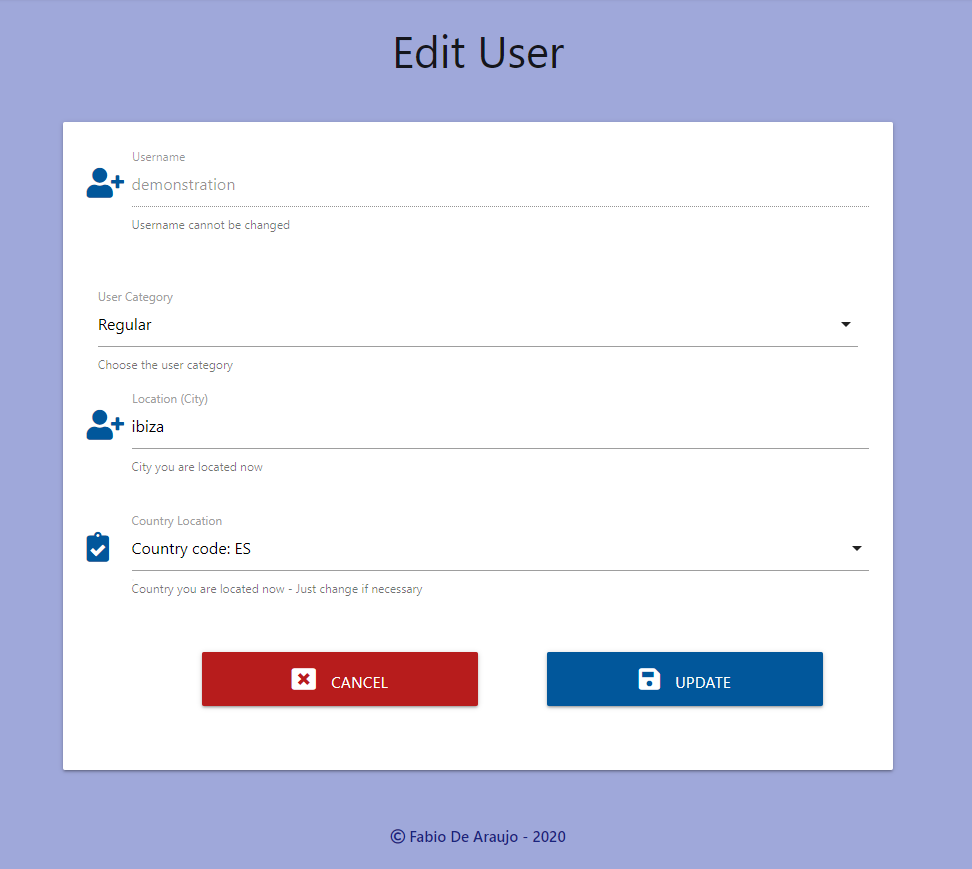 Edit User
Username
demonstration
Username cannot be changed
User Category
Regular
Choose the user category
Location (City)
ibiza
City you are located now
Country Location
Country code: ES
Country you are located now - Just change if necessary
CANCEL
UPDATE
© Fabio De Araujo - 2020